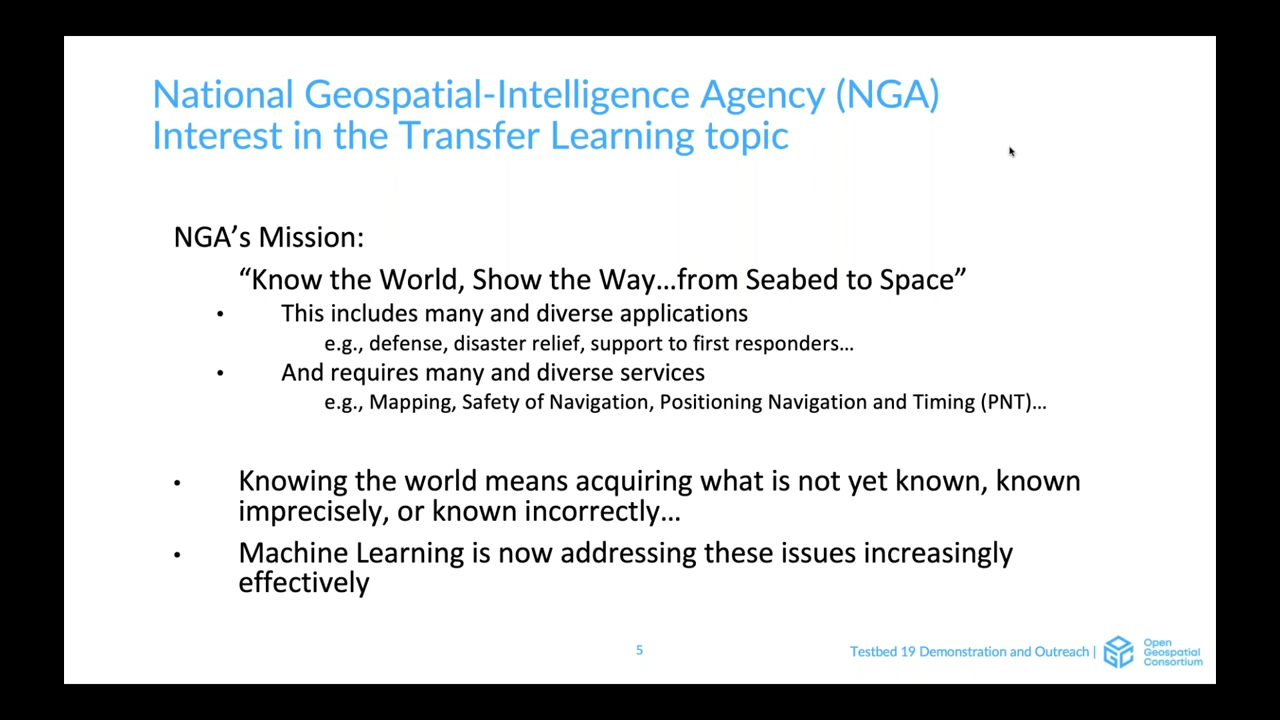 National Geospatial-Intelligence Agency (NGA)
Interest in the Transfer Learning topic
NGA’s Mission:
“Know the World, Show the Way…from Seabed to Space”
• This includes many and diverse applications
e.g., defense, disaster relief, support to first responders…
• And requires many and diverse services
e.g., Mapping, Safety of Navigation, Positioning Navigation and Timing (PNT)…
• Knowing the world means acquiring what is not yet known, known
imprecisely, or known incorrectly…
• Machine Learning is now addressing these issues increasingly
effectively
5
Testbed 19 Demonstration and Outreach |
Open
Geospatial
Consortium